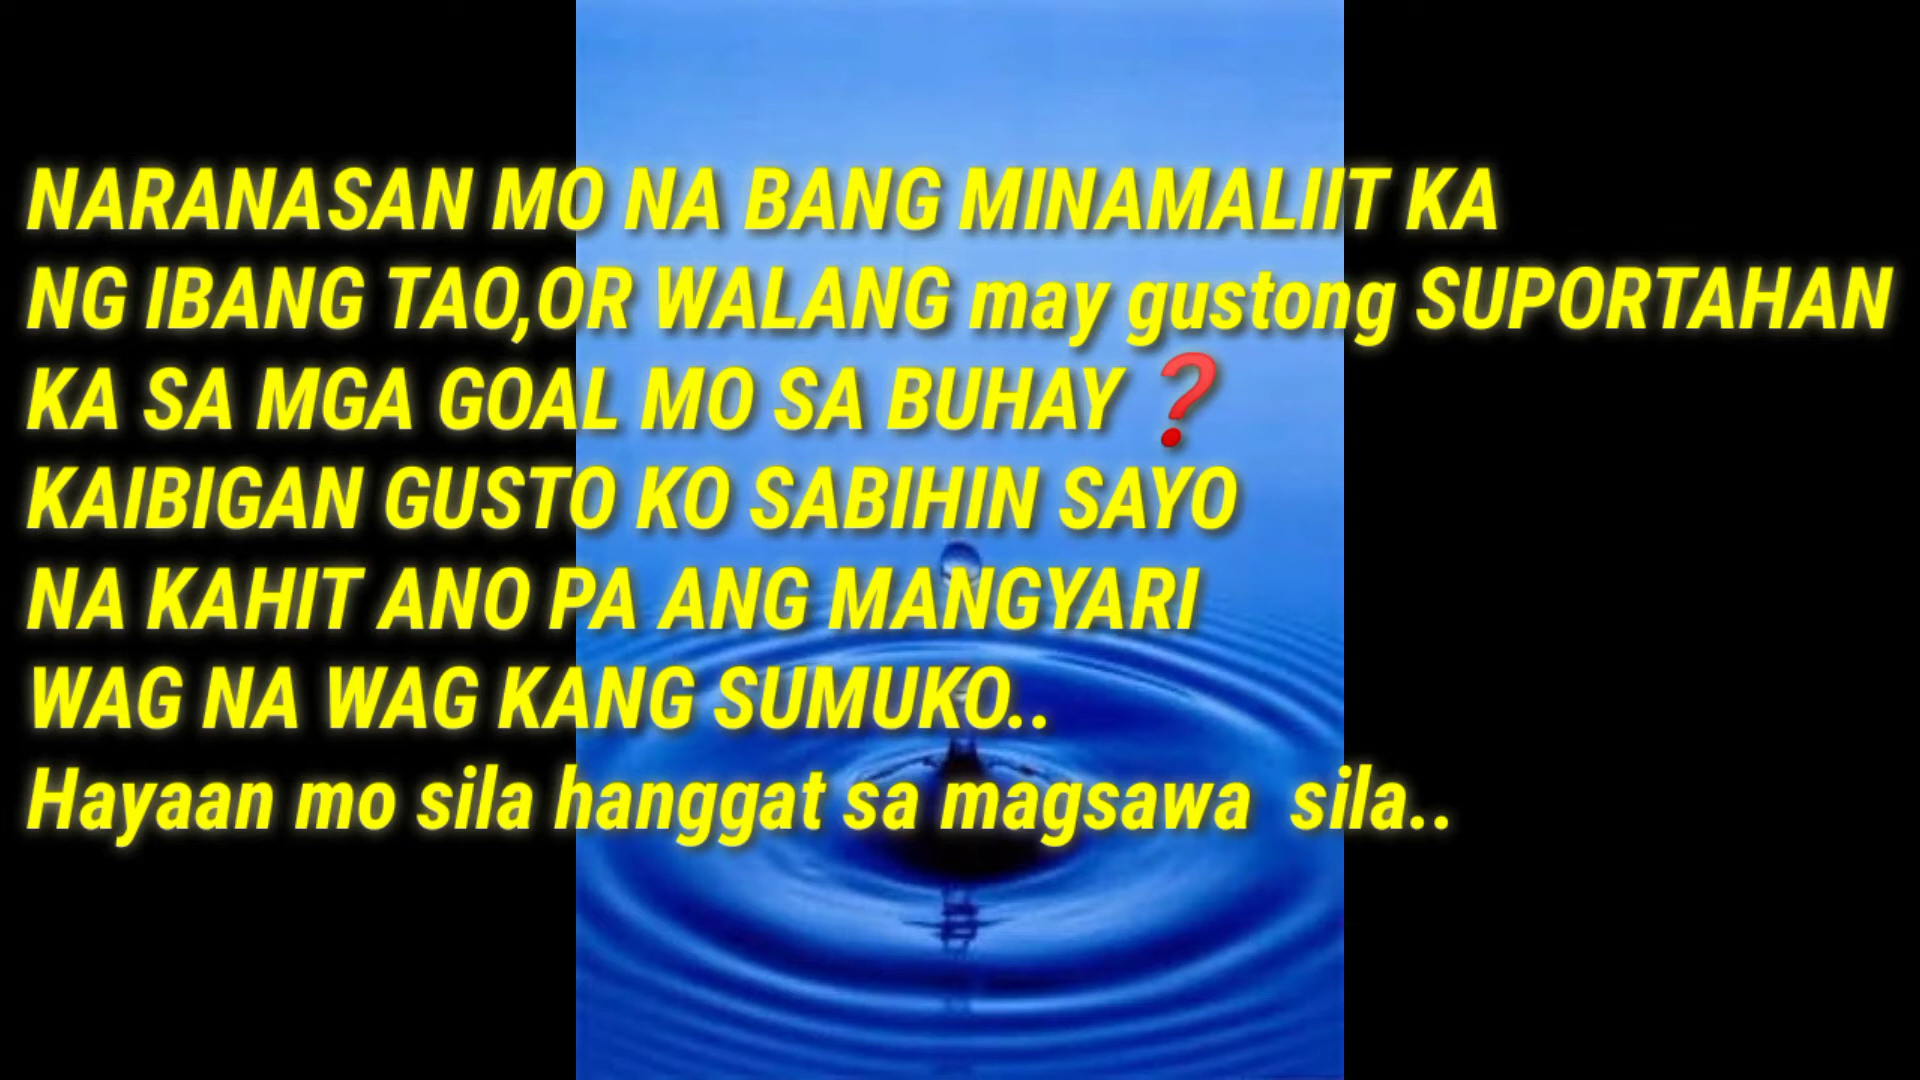 NARANASAN MO NA BANG MINAMALIIT KA
NG IBANG TAO,OR WALANG may gustong SUPORTAHAN
KA SA MGA GOAL MO SA BUHAY ❓
KAIBIGAN GUSTO KO SABIHIN SAYO
NA KAHIT ANO PA ANG MANGYARI
WAG NA WAG KANG SUMUKO..
Hayaan mo sila hanggat sa magsawa  sila..